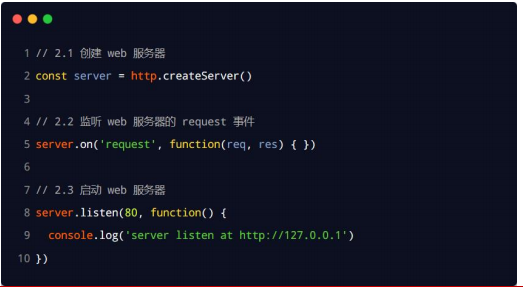 1 // 2.1 创建 web 服务器
2 const server = http.createServer()
3
4 // 2.2 监听 web 服务器的 request 事件
5 server.on('request', function(req, res) { })
6
7 // 2.3 启动 web 服务器
8 server.listen(80, function() {
9   console.log('server listen at http://127.0.0.1')
10 })